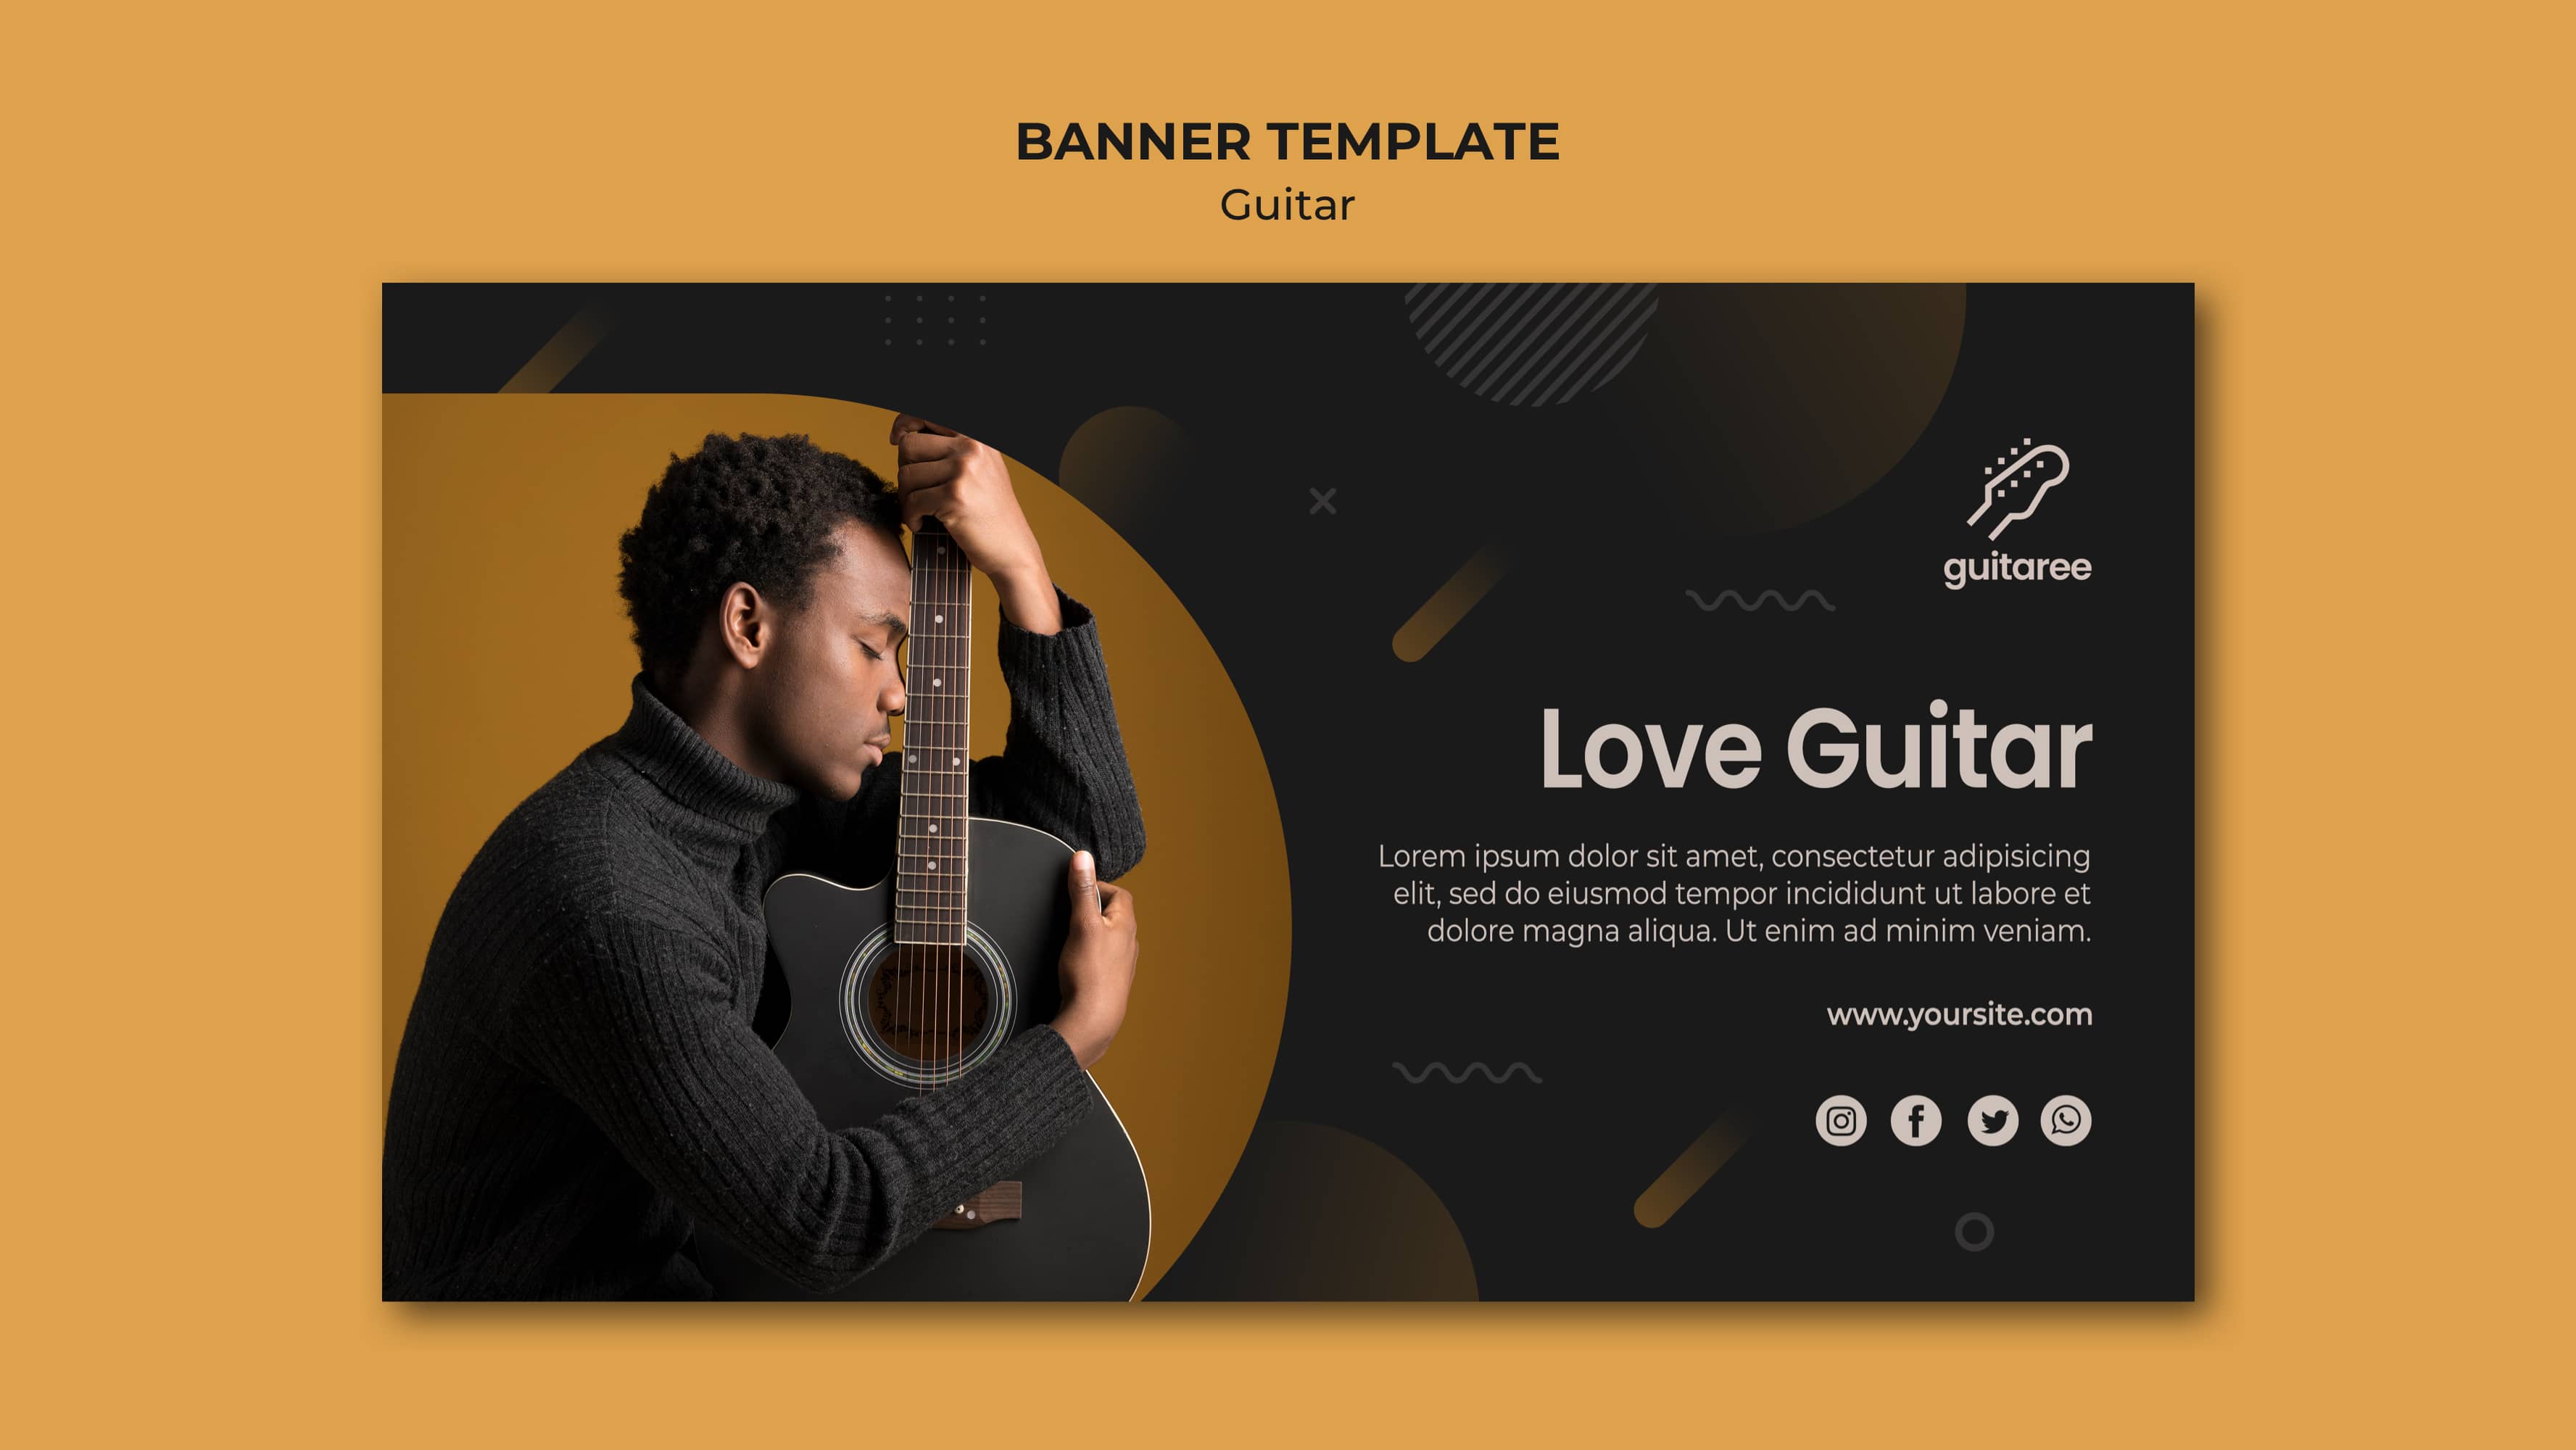 BANNER TEMPLATE
Guitar
guitaree
Love Guitar
Lorem ipsum dolor sit amet, consectetur adipisicing
elit, sed do eiusmod tempor incididunt ut labore et
dolore magna aliqua. Ut enim ad minim veniam.
www.yoursite.com